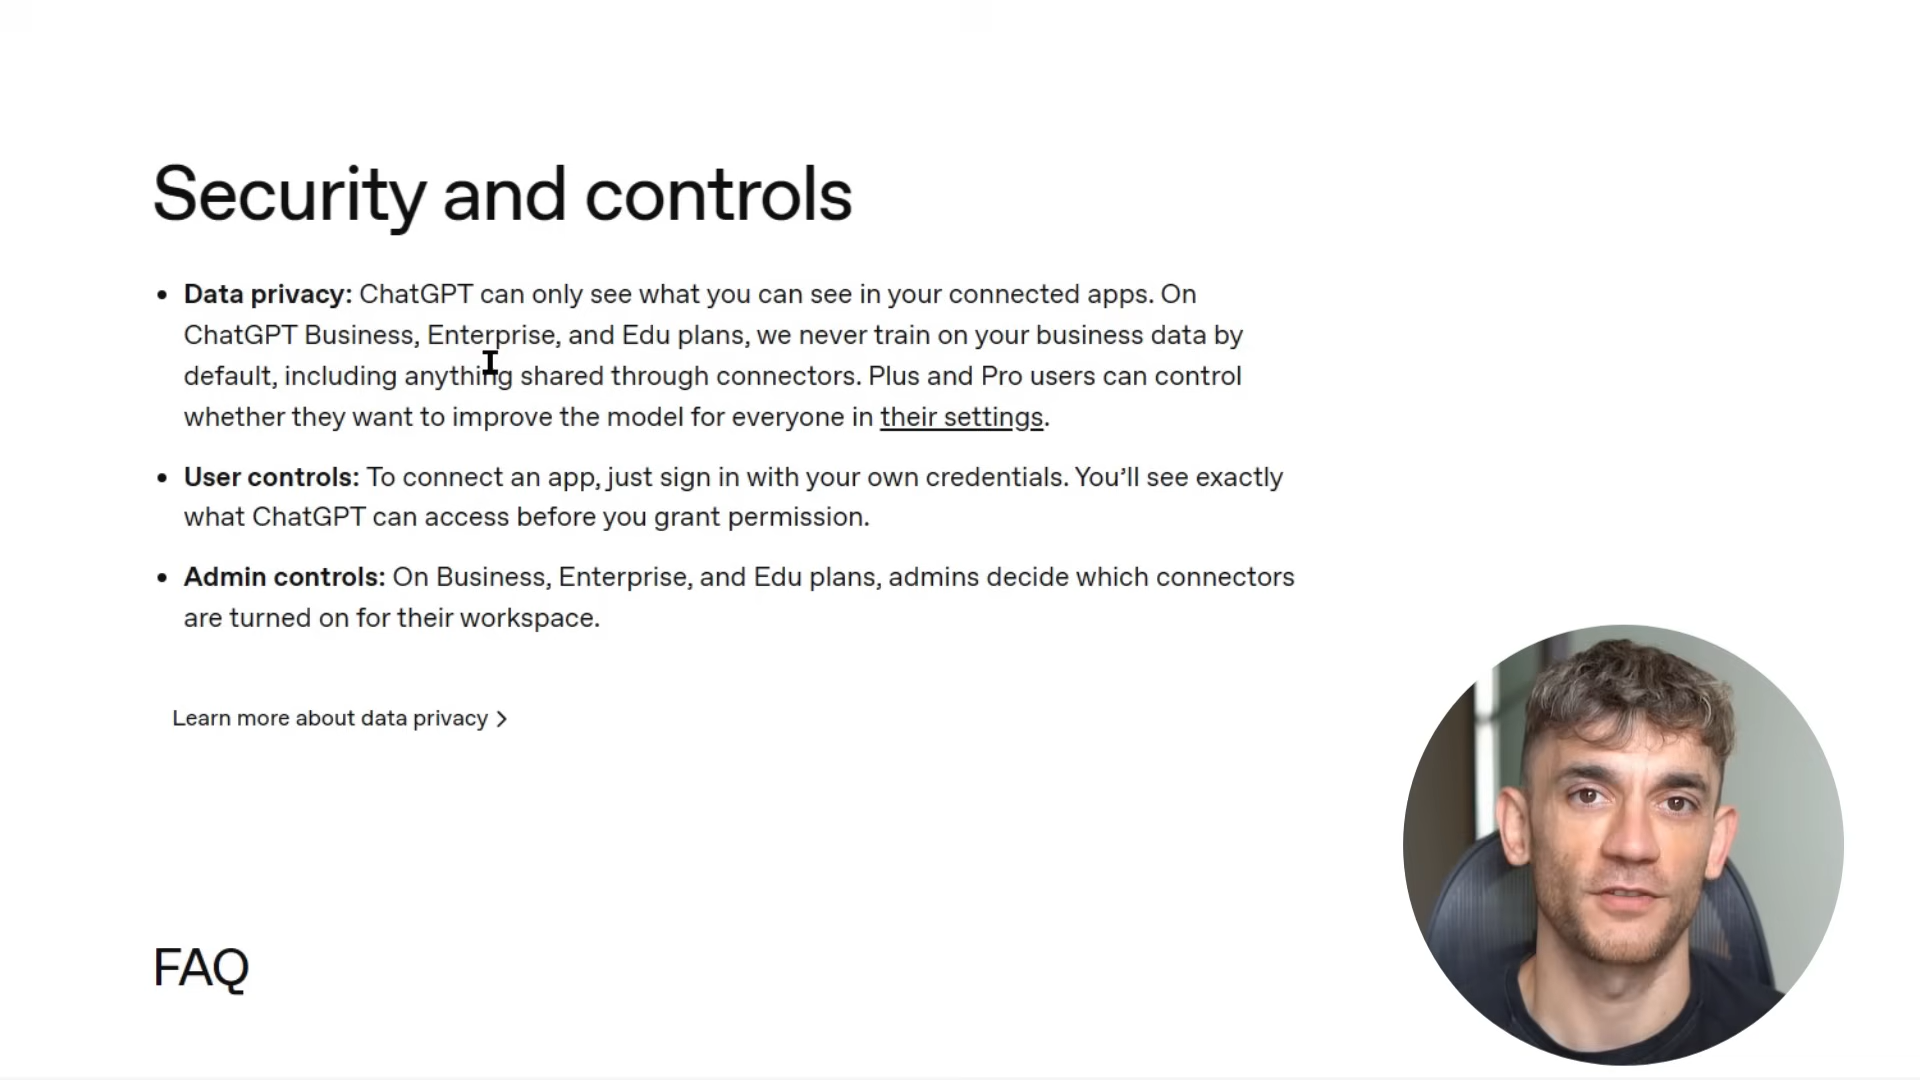 Security and controls
• Data privacy: ChatGPT can only see what you can see in your connected apps. On
ChatGPT Business, Enterprise, and Edu plans, we never train on your business data by
default, including anything shared through connectors. Plus and Pro users can control
whether they want to improve the model for everyone in their settings.
• User controls: To connect an app, just sign in with your own credentials. You’ll see exactly
what ChatGPT can access before you grant permission.
• Admin controls: On Business, Enterprise, and Edu plans, admins decide which connectors
are turned on for their workspace.
Learn more about data privacy >
FAQ